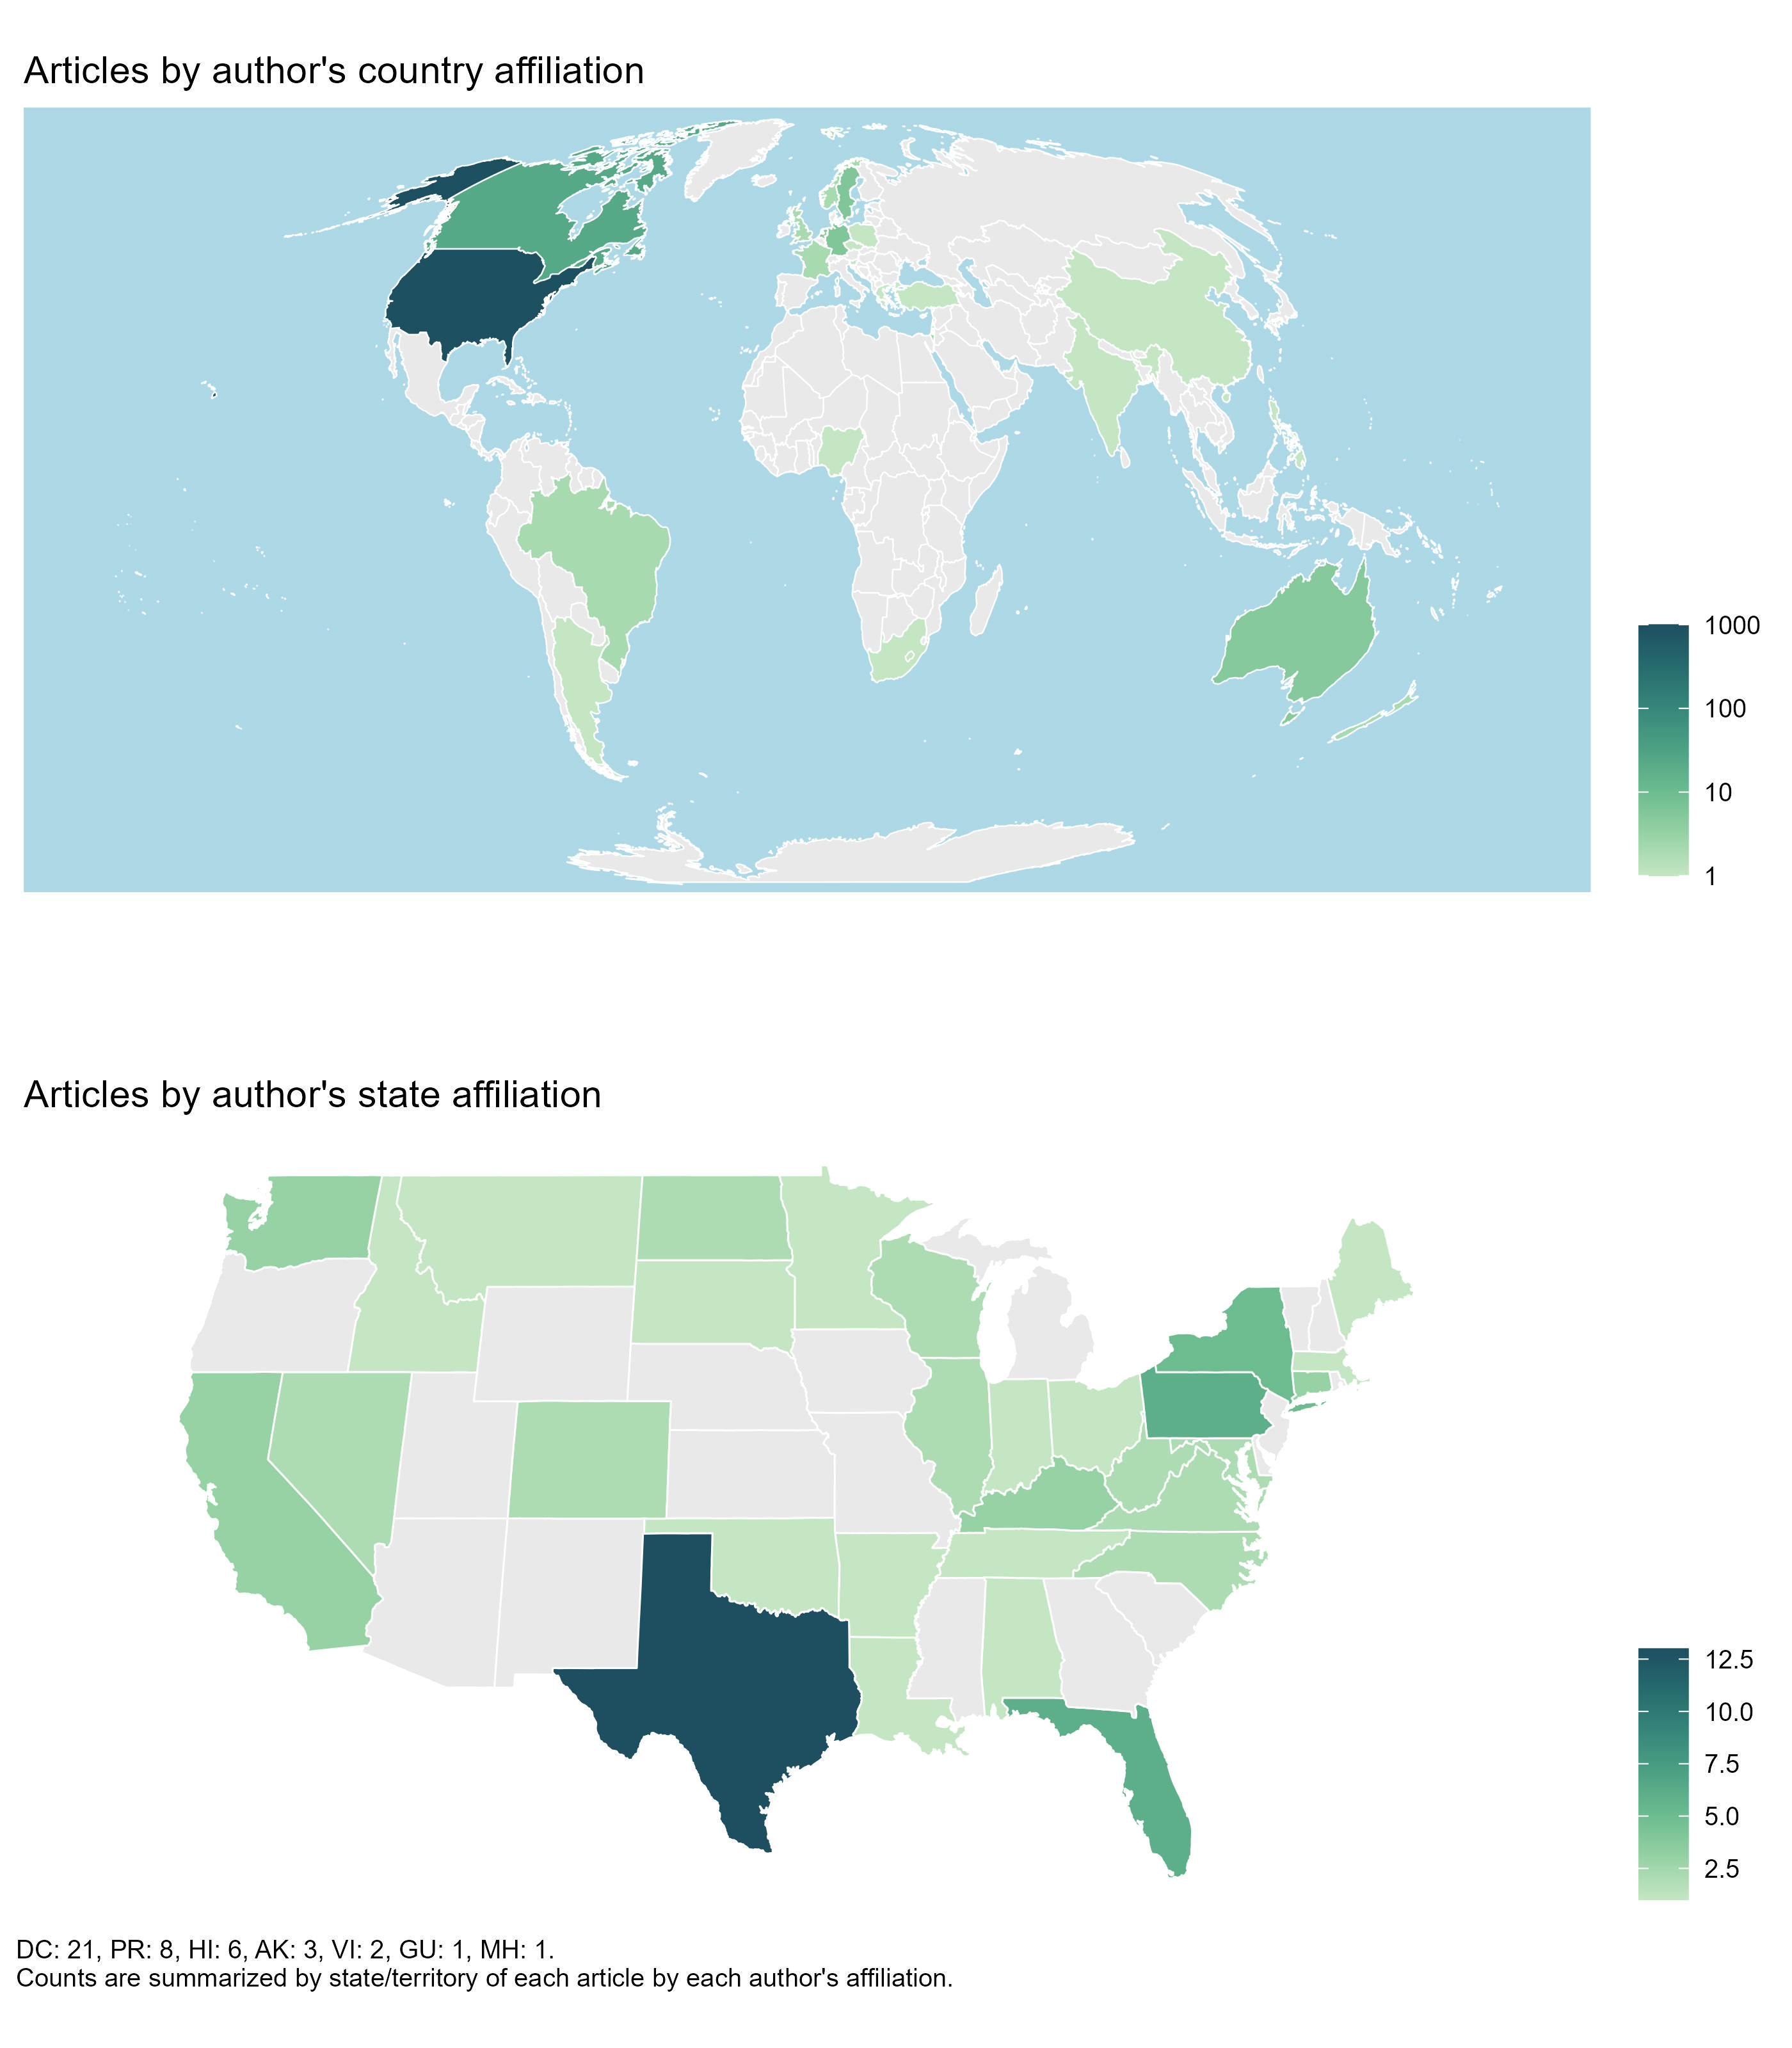 Articles by author's country affiliation
1000
100
10
1
Articles by author's state affiliation
12.5
10.0
7.5
5.0
2.5
DC: 21, PR: 8, HI: 6, AK: 3, VI: 2, GU: 1, MH: 1.
Counts are summarized by state/territory of each article by each author's affiliation.